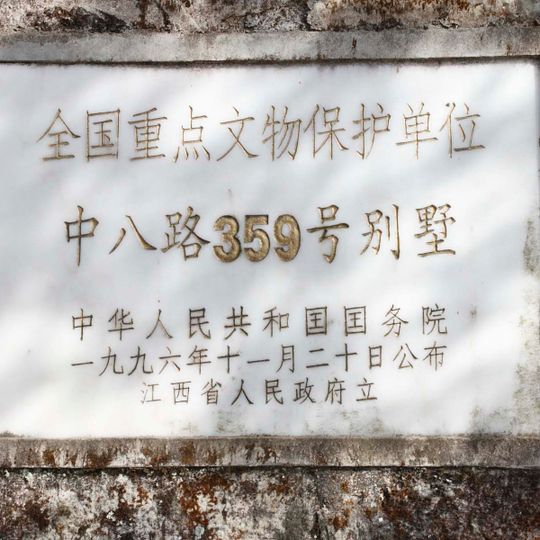 全国重点文物保护单位
中八路359号别墅
中华人民共和国国务院
一九九六年十一月二十日公布
江西省人民政府立